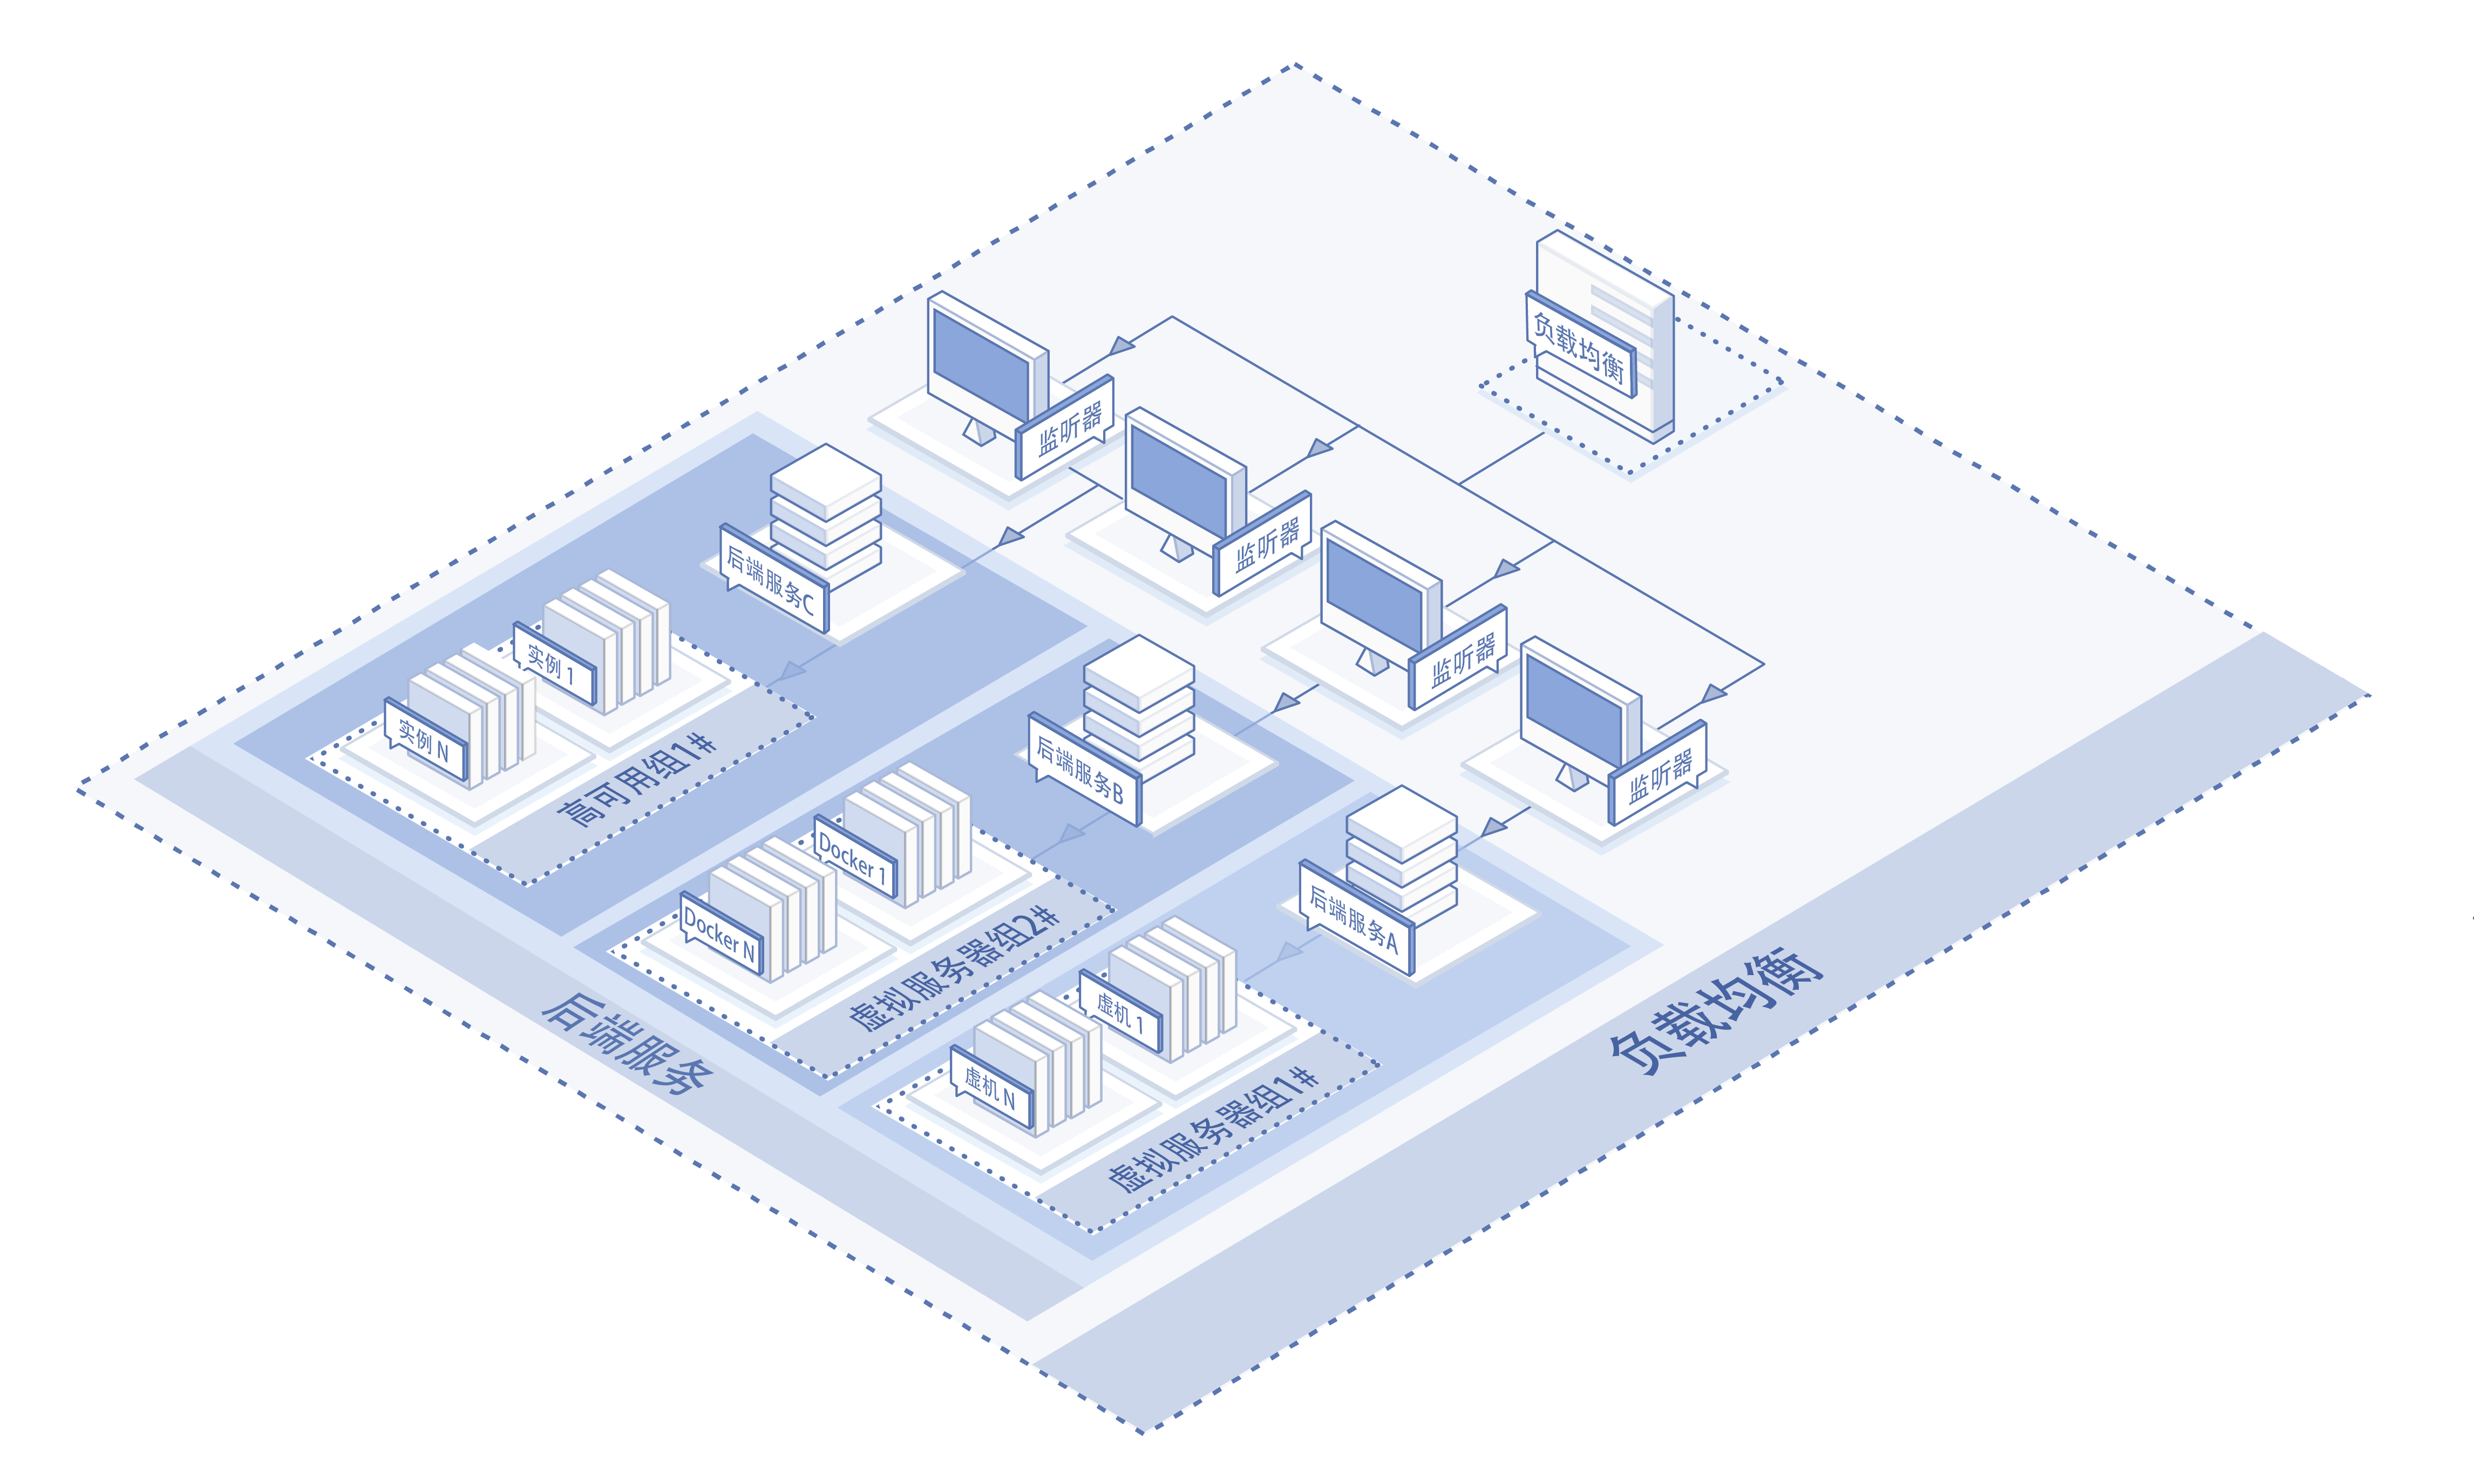 负载均衡
监听器
监听器
监听器
监听器
后端服务C
实例 1
实例 N
高可用组1#
后端服务B
Docker 1
Docker N
虚拟服务器组2#
后端服务A
虚机 1
虚机 N
虚拟服务器组1#
后端服务
负载均衡